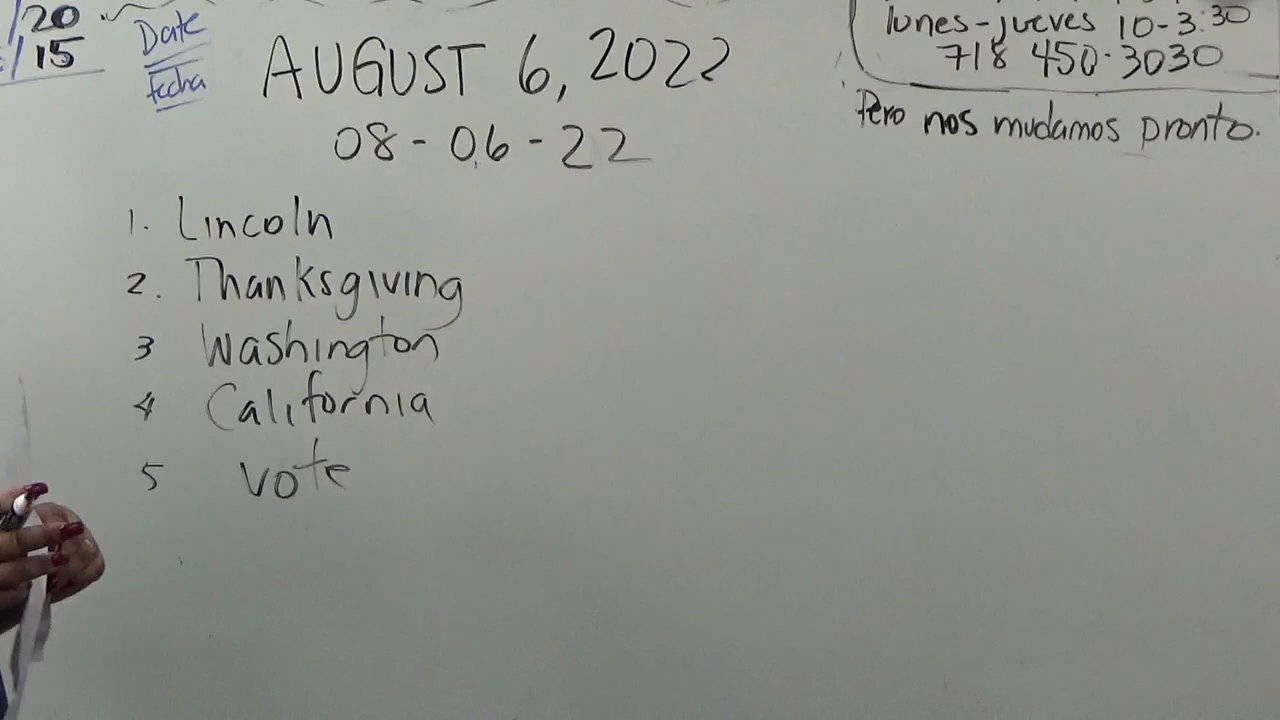 /20
/15
Date
fecha
AUGUST 6, 2022
08-06-22
lunes-jueves 10-3:30
718 450-3030
Pero nos mudamos pronto.
1. Lincoln
2. Thanksgiving
3 Washington
4 California
5 vote